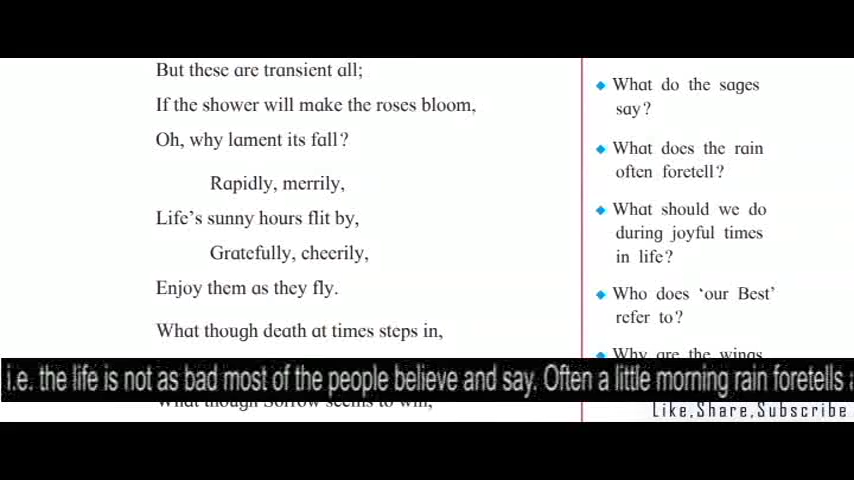 But these are transient all;
If the shower will make the roses bloom,
Oh, why lament its fall?
Rapidly, merrily,
Life's sunny hours flit by,
Gratefully, cheerily,
Enjoy them as they fly.
What though death at times steps in,
What though Sorrow seems to win,
What do the sages
say?
What does the rain
often foretell?
What should we do
during joyful times
in life?
Who does ‘our Best’
refer to?
Why are the wings
i.e. the life is not as bad most of the people believe and say. Often a little morning rain foretells a
Like,Share,Subscribe